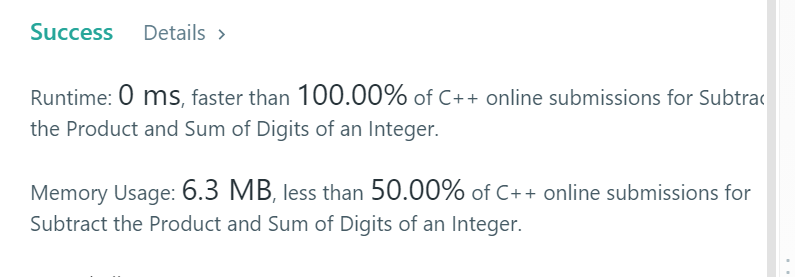 Success Details >
Runtime: 0 ms, faster than 100.00% of C++ online submissions for Subtrac
the Product and Sum of Digits of an Integer.
Memory Usage: 6.3 MB, less than 50.00% of C++ online submissions for
Subtract the Product and Sum of Digits of an Integer.